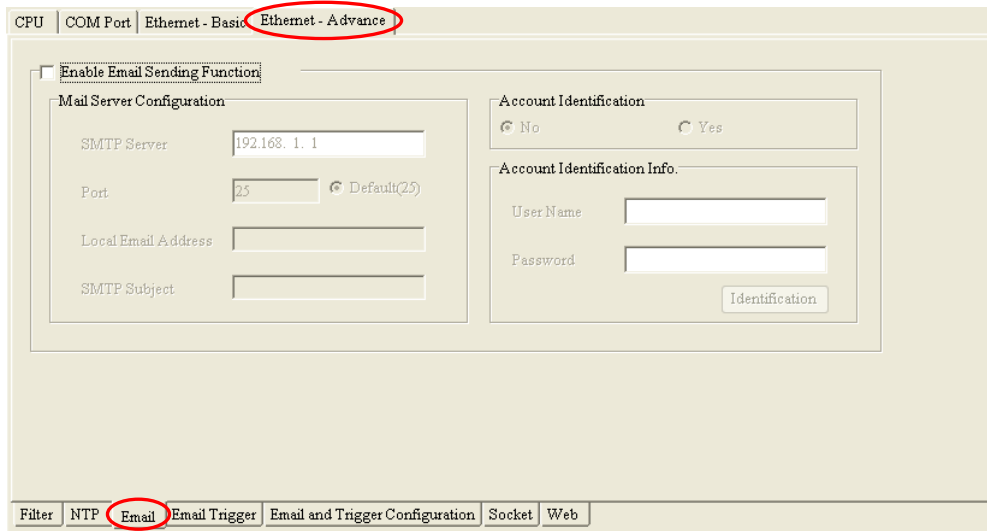 CPU COM Port Ethernet - Basic Ethernet - Advance
Enable Email Sending Function
Mail Server Configuration
SMTP Server 192.168. 1. 1
Port 25 Default(25)
Local Email Address
SMTP Subject
Account Identification
No Yes
Account Identification Info.
User Name
Password
Identification
Filter NTP Email Email Trigger Email and Trigger Configuration Socket Web